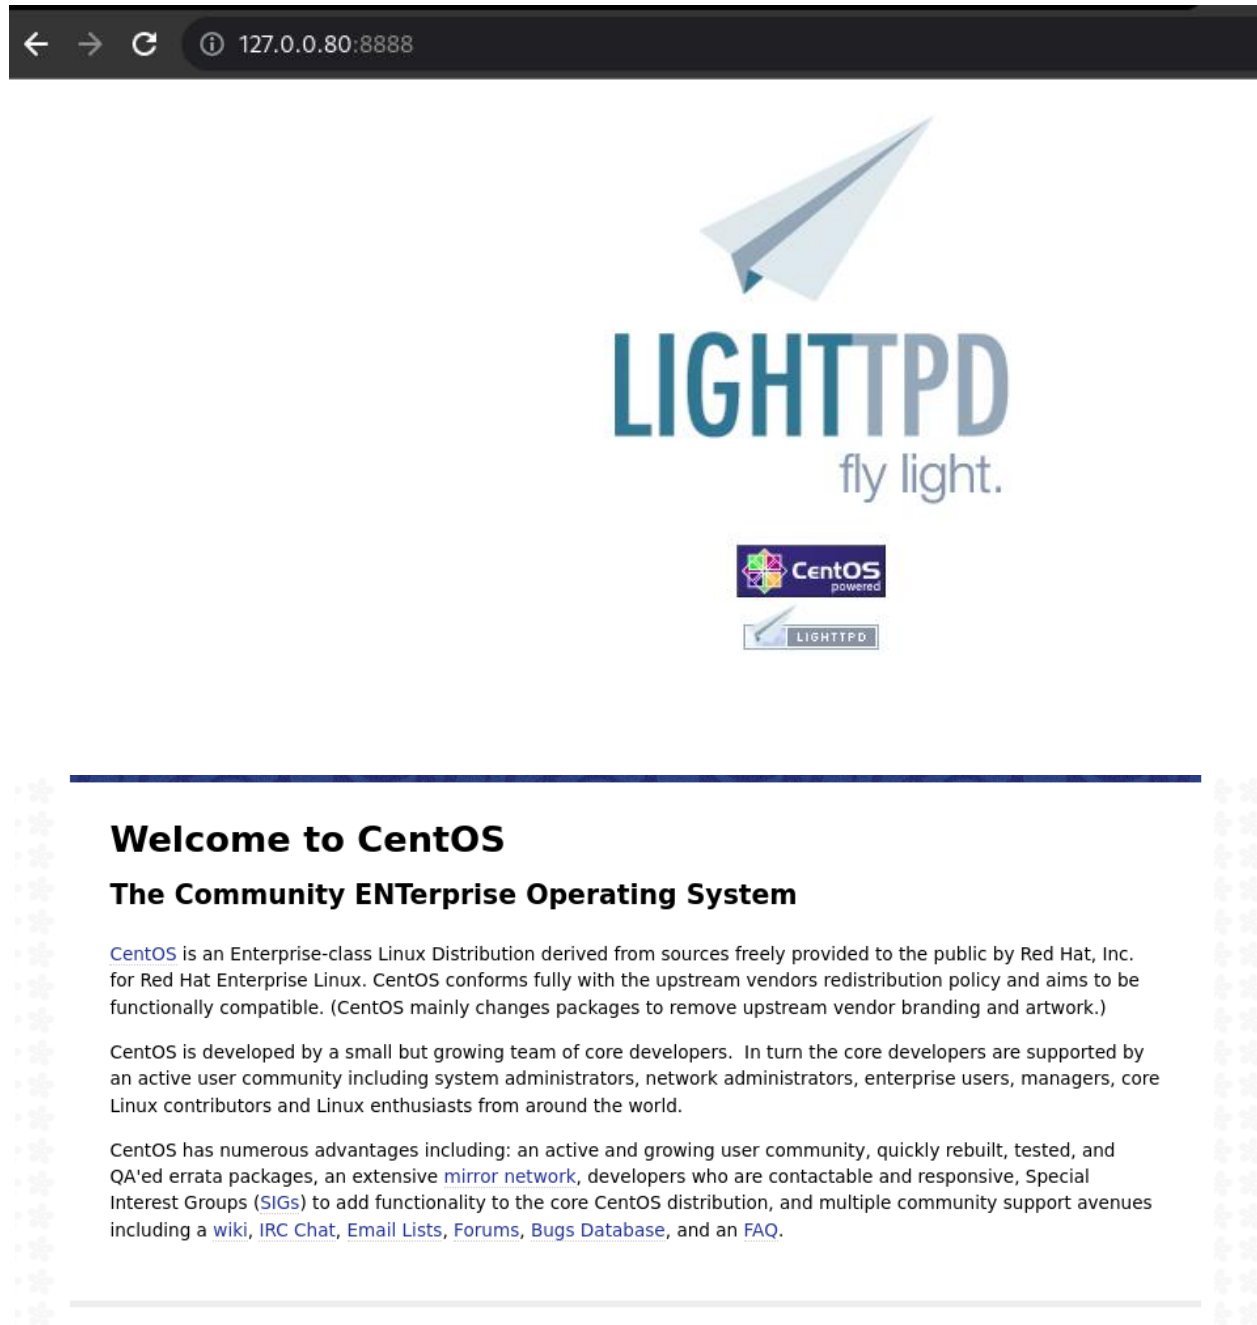 127.0.0.80:8888
LIGHTTPD
fly light.
CentOS
powered
LIGHTTPD
Welcome to CentOS
The Community ENTerprise Operating System
CentOS is an Enterprise-class Linux Distribution derived from sources freely provided to the public by Red Hat, Inc.
for Red Hat Enterprise Linux. CentOS conforms fully with the upstream vendors redistribution policy and aims to be
functionally compatible. (CentOS mainly changes packages to remove upstream vendor branding and artwork.)
CentOS is developed by a small but growing team of core developers.  In turn the core developers are supported by
an active user community including system administrators, network administrators, enterprise users, managers, core
Linux contributors and Linux enthusiasts from around the world.
CentOS has numerous advantages including: an active and growing user community, quickly rebuilt, tested, and
QA'ed errata packages, an extensive mirror network, developers who are contactable and responsive, Special
Interest Groups (SIGs) to add functionality to the core CentOS distribution, and multiple community support avenues
including a wiki, IRC Chat, Email Lists, Forums, Bugs Database, and an FAQ.